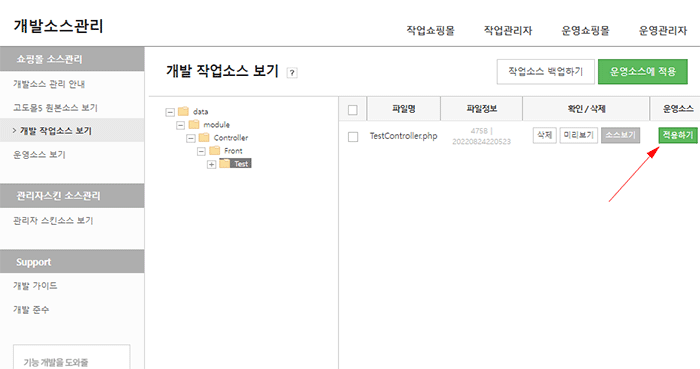 개발소스관리
작업쇼핑몰 작업관리자 운영쇼핑몰 운영관리자
쇼핑몰 소스관리
개발소스 관리 안내
고도몰5 원본소스 보기
> 개발 작업소스 보기
운영소스 보기
관리자스킨 소스관리
관리자 스킨소스 보기
Support
개발 가이드
개발 준수
기능 개발을 도와줄
개발 작업소스 보기 ?
작업소스 백업하기 운영소스에 적용
data
module
Controller
Front
Test
파일명 파일정보 확인 / 삭제 운영소스
TestController.php 4758 | 20220824220523 삭제 미리보기 소스보기 적용하기